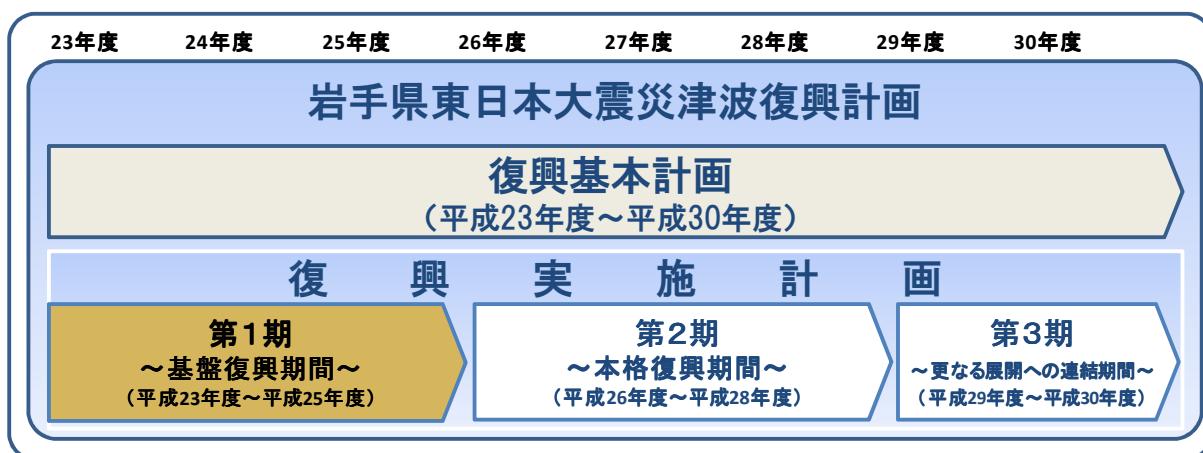 23年度 24年度 25年度 26年度 27年度 28年度 29年度 30年度
岩手県東日本大震災津波復興計画
復興基本計画
（平成23年度～平成30年度）
復興実施計画
第1期
～基盤復興期間～
（平成23年度～平成25年度）
第2期
～本格復興期間～
（平成26年度～平成28年度）
第3期
～更なる展開への連結期間～
（平成29年度～平成30年度）